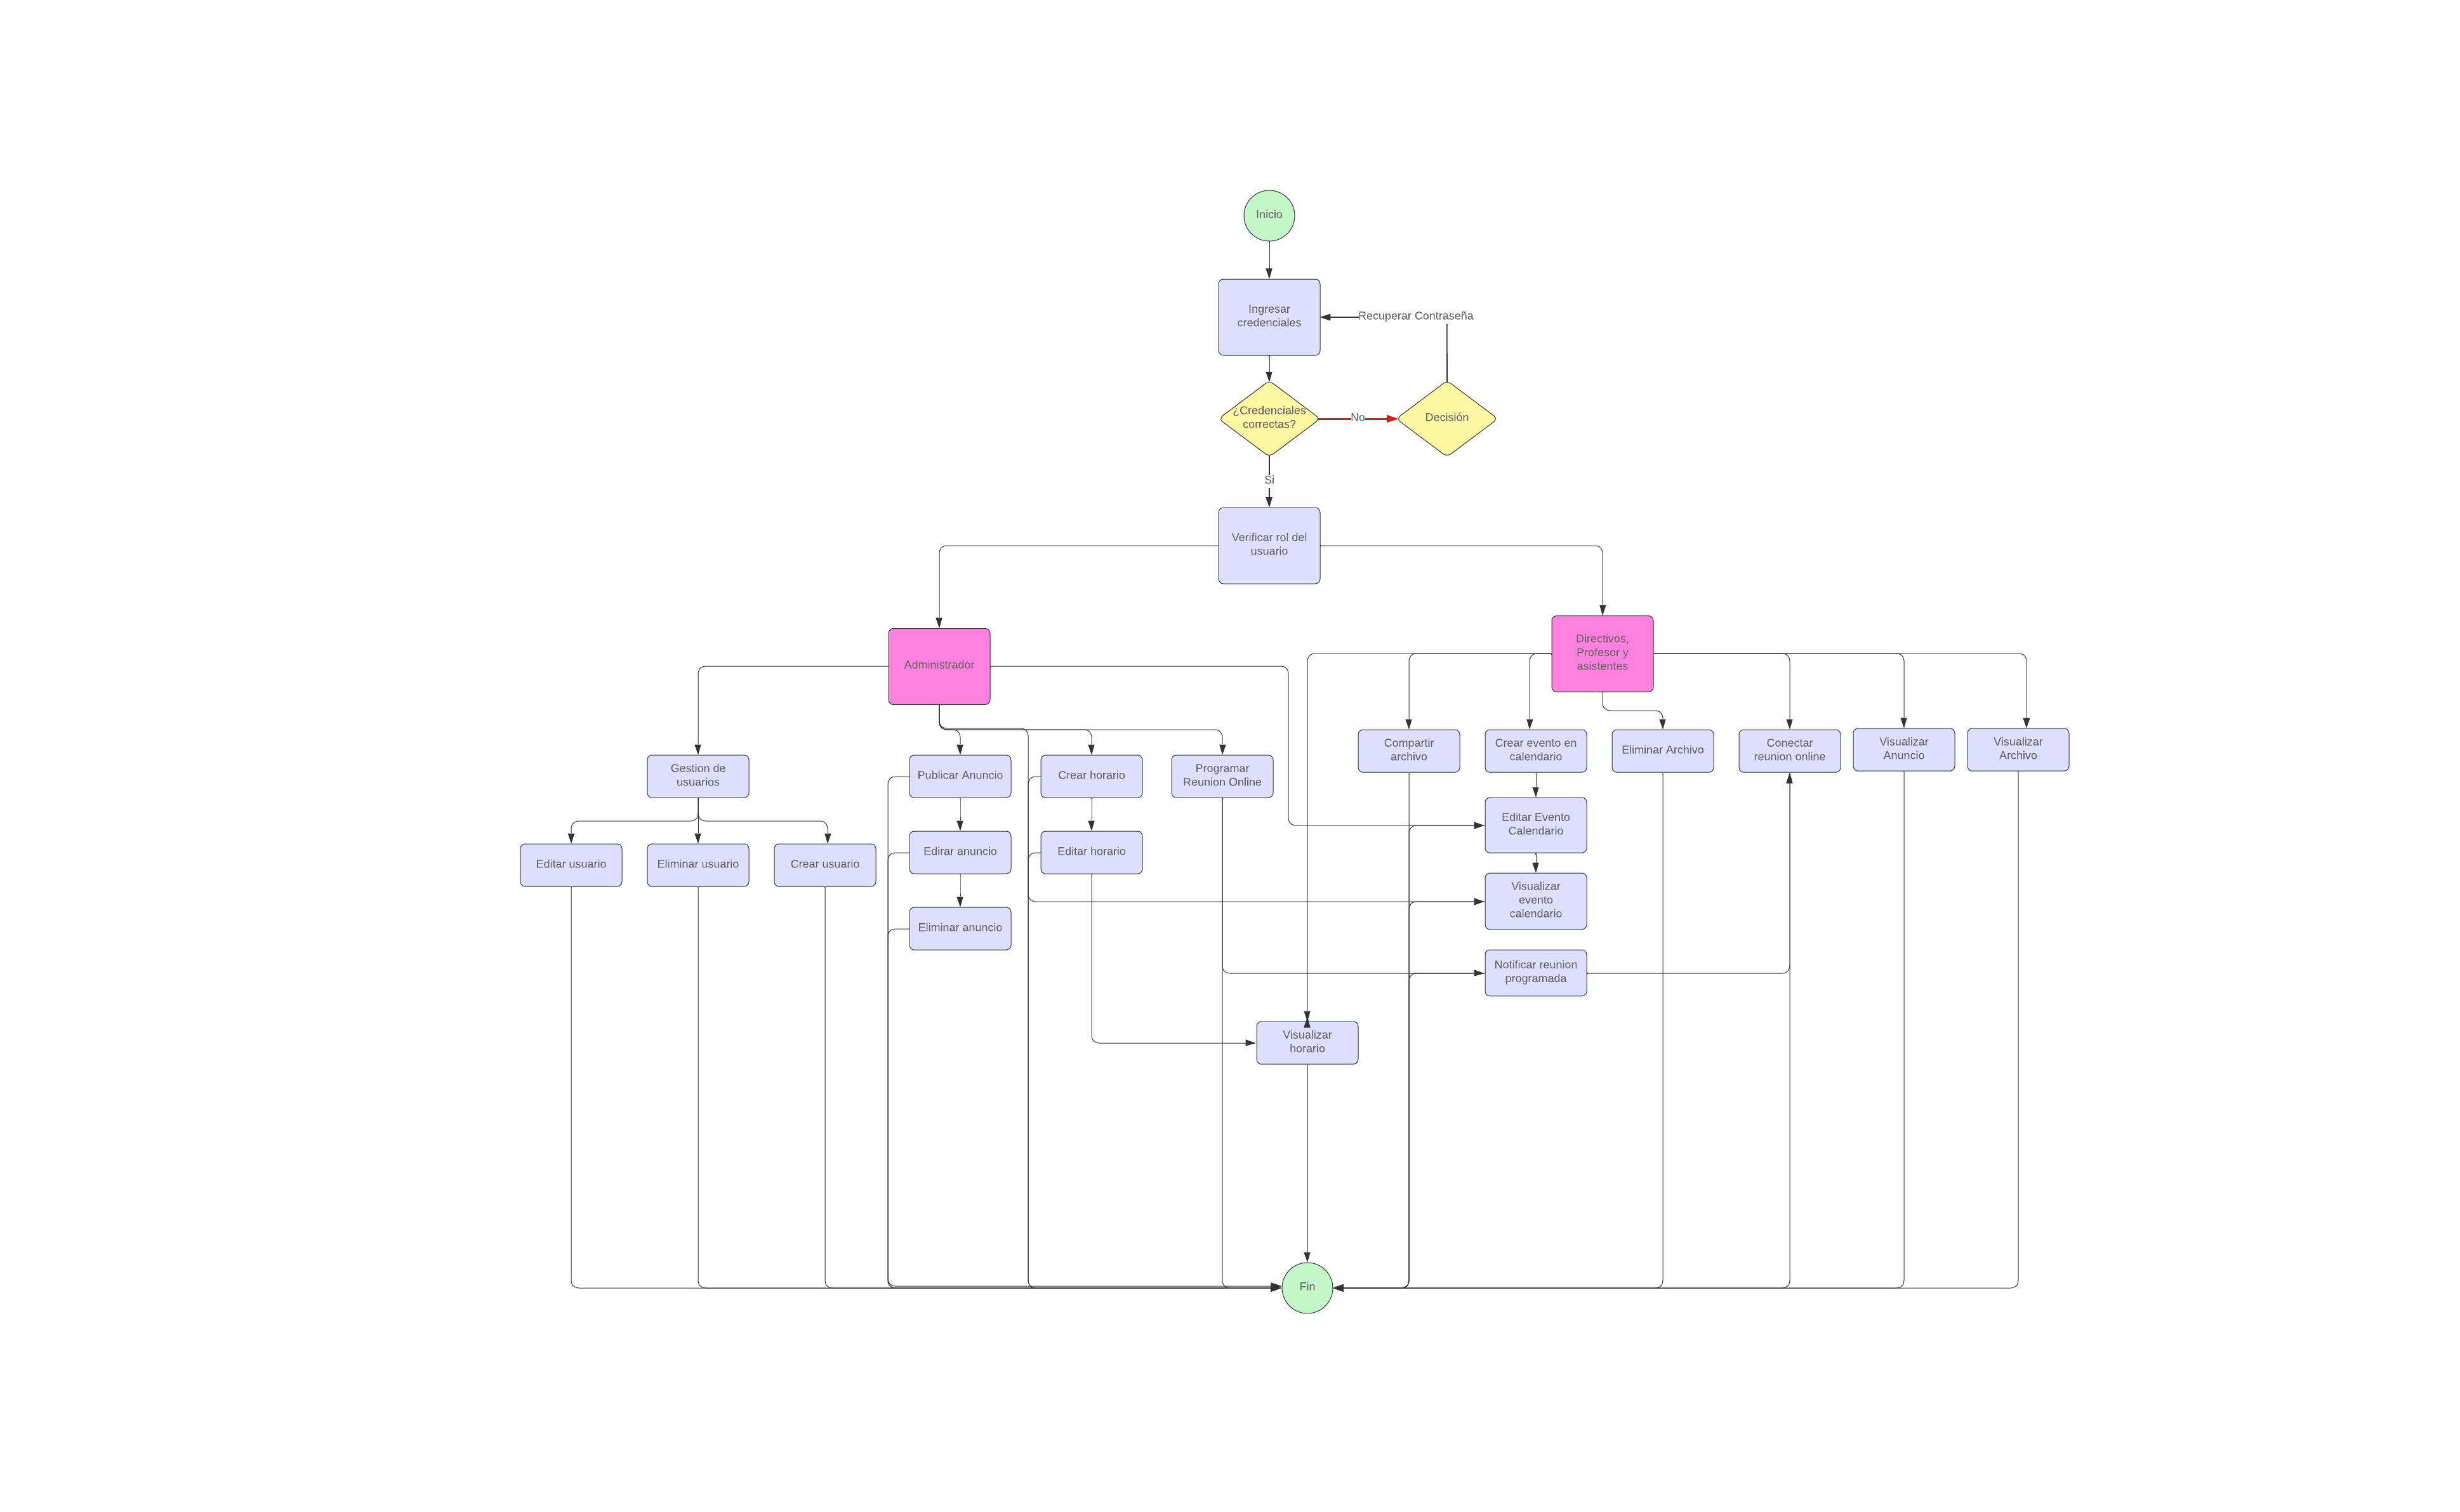 Inicio
Ingresar
credenciales
Recuperar Contraseña
¿Credenciales
correctas?
No
Decisión
Si
Verificar rol del
usuario
Administrador
Directivos,
Profesor y
asistentes
Gestion de
usuarios
Publicar Anuncio
Crear horario
Programar
Reunion Online
Compartir
archivo
Crear evento en
calendario
Eliminar Archivo
Conectar
reunion online
Visualizar
Anuncio
Visualizar
Archivo
Editar usuario
Eliminar usuario
Crear usuario
Edirar anuncio
Editar horario
Editar Evento
Calendario
Eliminar anuncio
Visualizar
evento
calendario
Notificar reunion
programada
Visualizar
horario
Fin